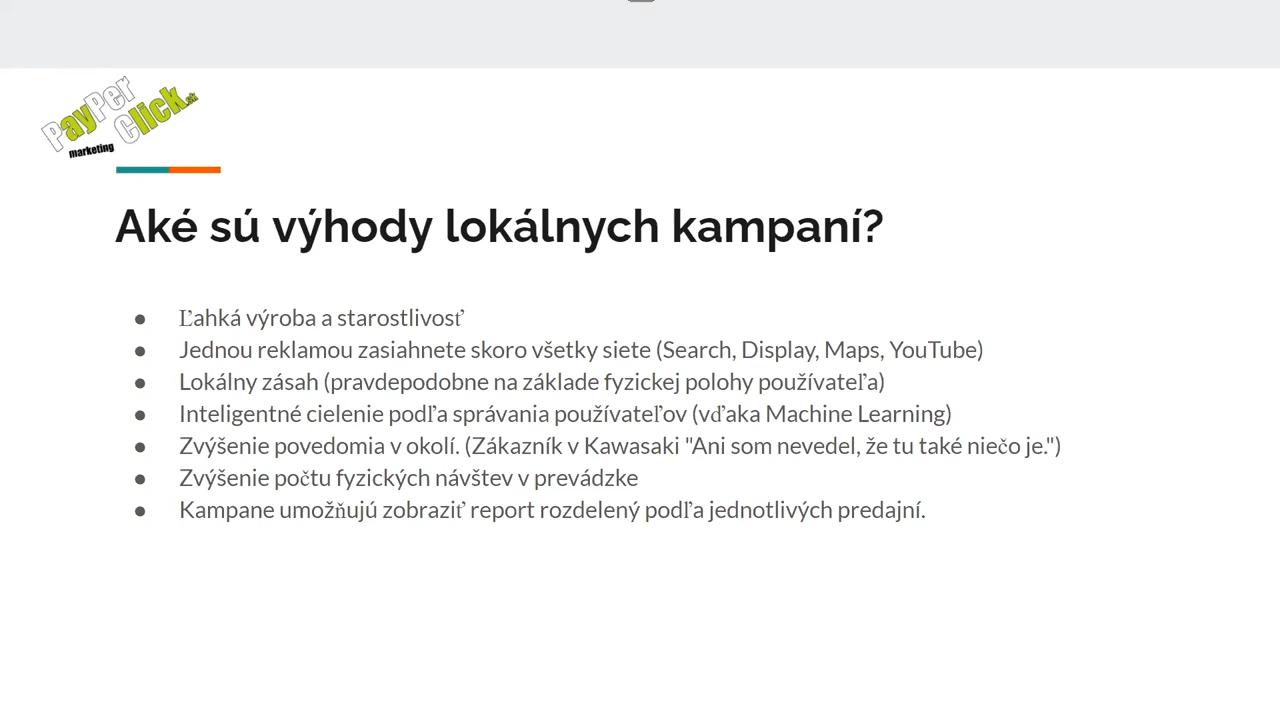 PayPer
Click.sk
marketing
Aké sú výhody lokálnych kampaní?
● Ľahká výroba a starostlivosť
● Jednou reklamou zasiahnete skoro všetky siete (Search, Display, Maps, YouTube)
● Lokálny zásah (pravdepodobne na základe fyzickej polohy používateľa)
● Inteligentné cielenie podľa správania používateľov (vďaka Machine Learning)
● Zvýšenie povedomia v okolí. (Zákazník v Kawasaki "Ani som nevedel, že tu také niečo je.")
● Zvýšenie počtu fyzických návštev v prevádzke
● Kampane umožňujú zobraziť report rozdelený podľa jednotlivých predajní.